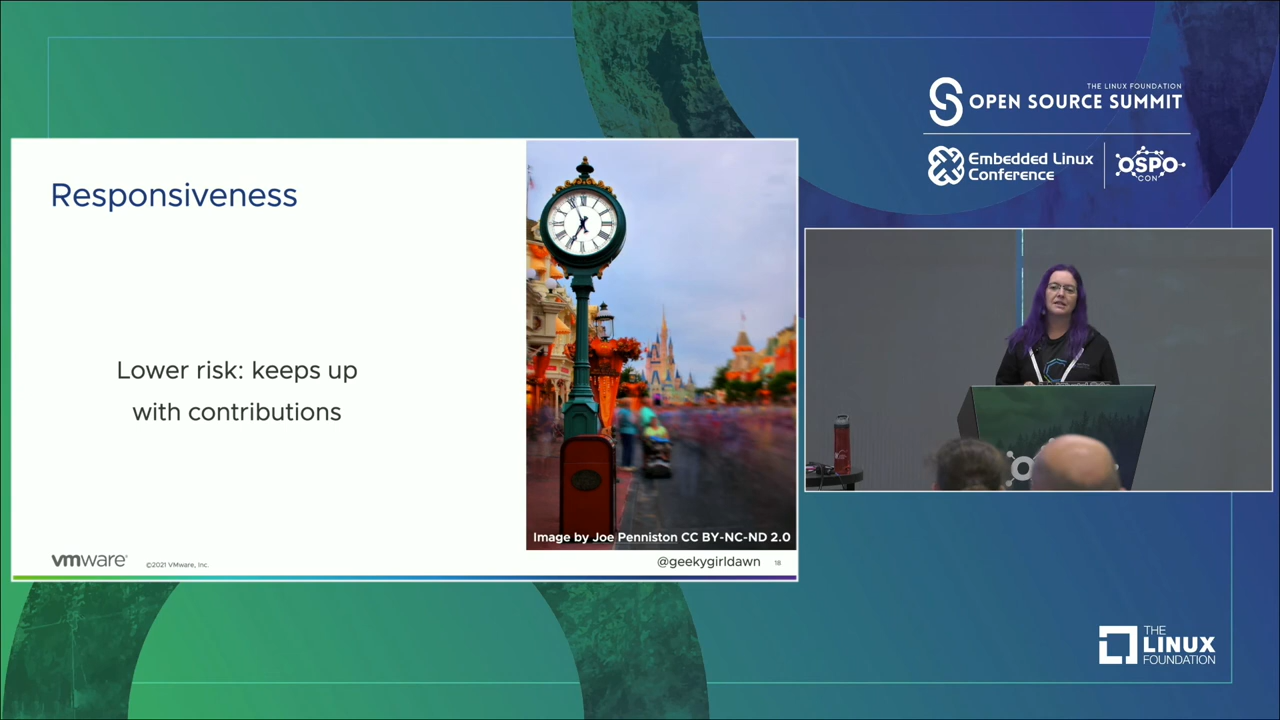 THE LINUX FOUNDATION
OPEN SOURCE SUMMIT
Embedded Linux
Conference
OSPO
CON
Responsiveness
Lower risk: keeps up
with contributions
Image by Joe Penniston CC BY-NC-ND 2.0
vmware
©2021 VMware, Inc.
@geekygirldawn
18
THE
LINUX
FOUNDATION